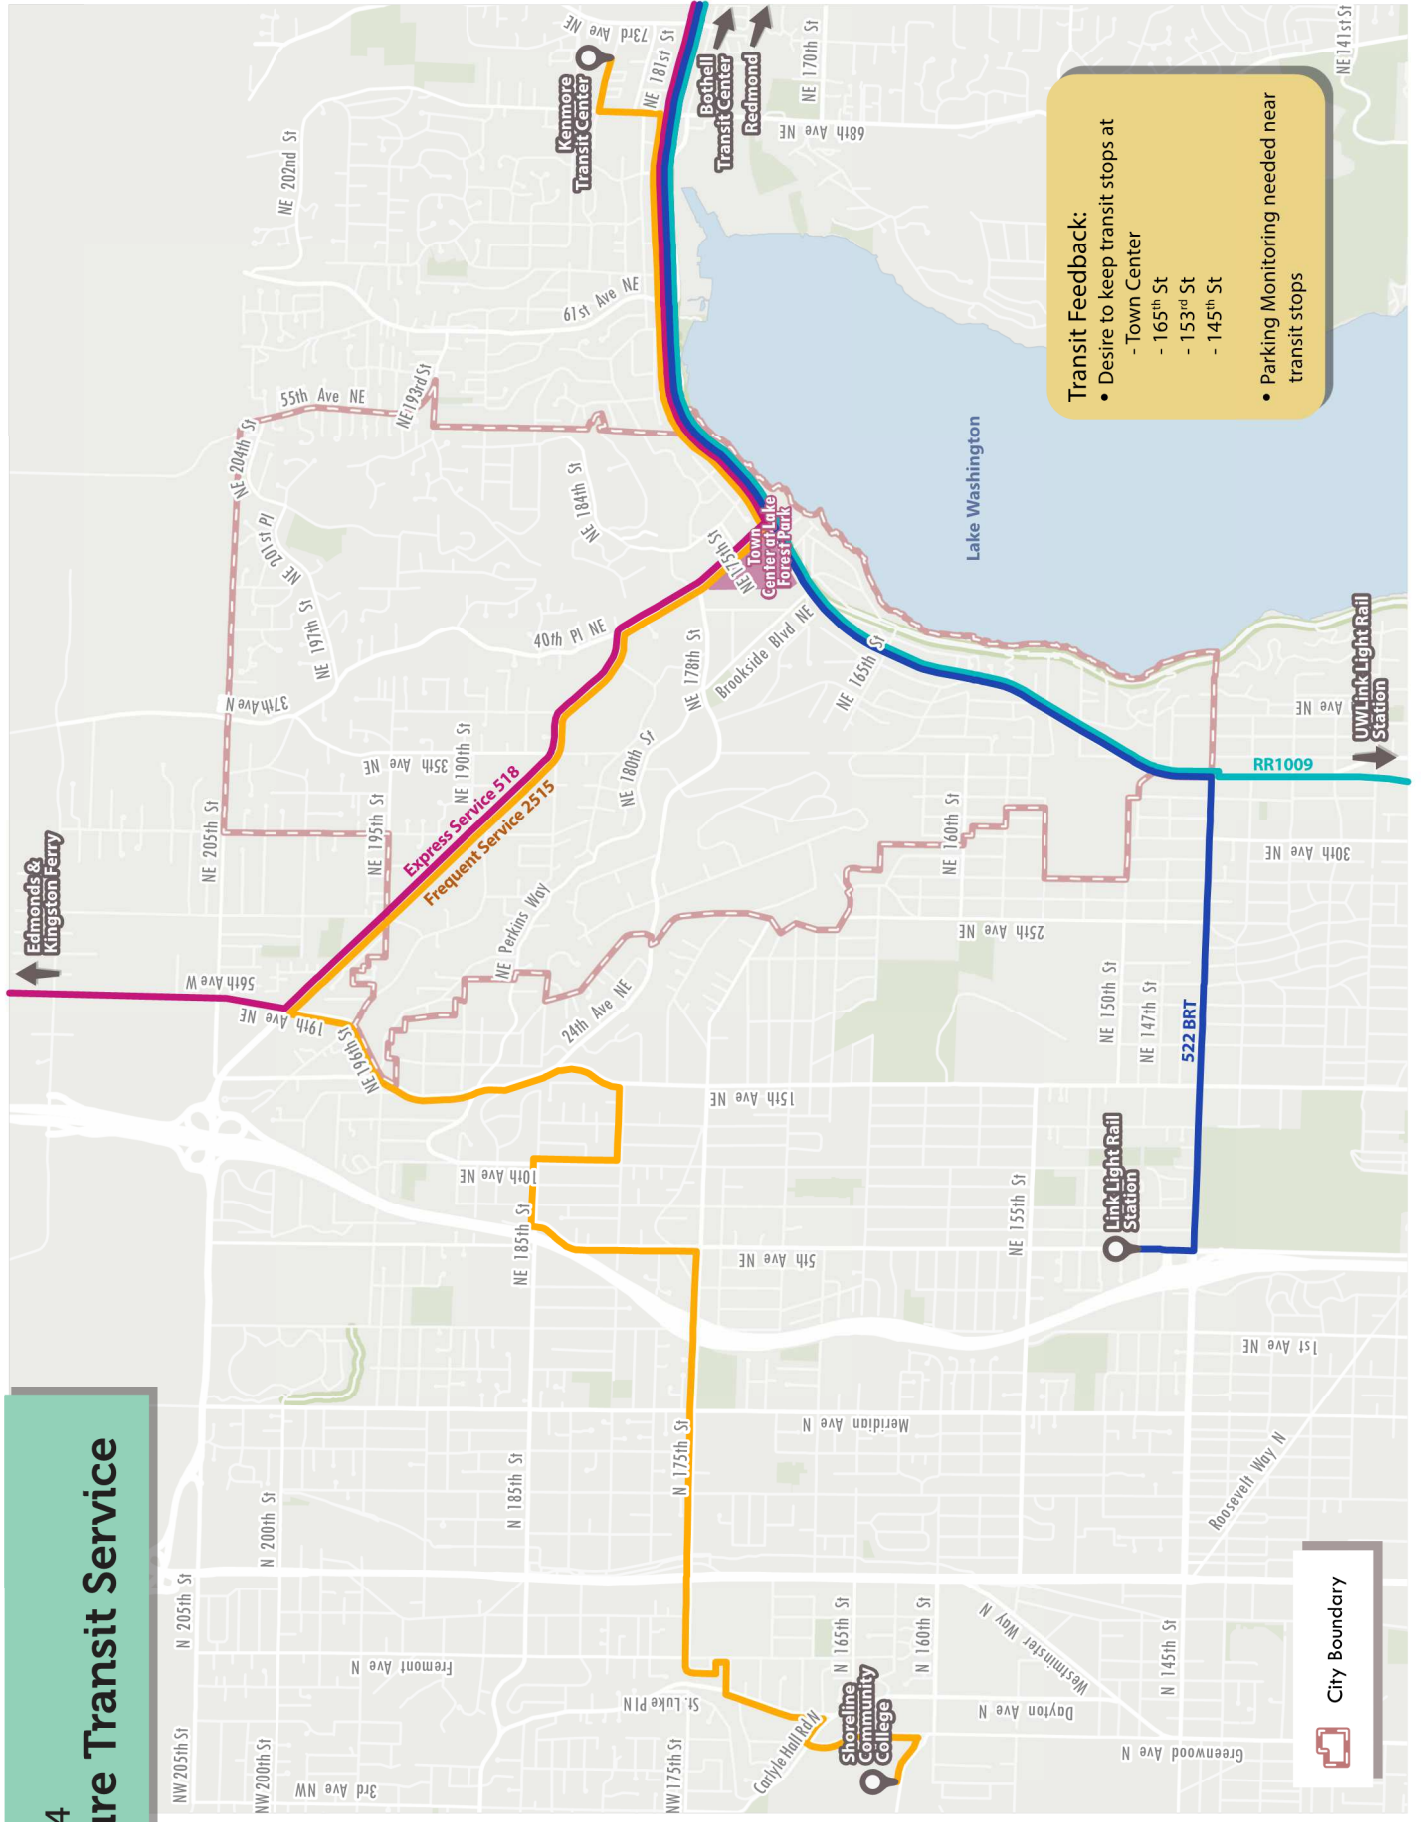 4
re Transit Service
Edmonds &
Kingston Ferry
Kenmore
Transit Center
Bothell
Transit Center
Redmond
Town
Center at Lake
Forest Park
Link Light Rail
Station
UW Link Light Rail
Station
Shoreline
Community
College
Lake Washington
Express Service 518
Frequent Service 2515
522 BRT
RR1009
Transit Feedback:
• Desire to keep transit stops at
- Town Center
- 165th St
- 153rd St
- 145th St
• Parking Monitoring needed near
transit stops
City Boundary
NW 205th St
N 205th St
NE 205th St
NE 204th St
NE 202nd St
NW 200th St
N 200th St
NE 201st Pl
NE 197th St
NE 196th St
NE 195th St
NE 193rd St
NE 190th St
N 185th St
NE 185th St
NE 184th St
NE 181st St
NE 180th St
NE 178th St
NW 175th St
N 175th St
NE 175th St
NE 170th St
N 165th St
NE 165th St
N 160th St
NE 160th St
NE 155th St
NE 150th St
NE 147th St
N 145th St
NE 141st St
3rd Ave NW
Fremont Ave N
St. Luke Pl N
Carlyle Hall Rd N
Dayton Ave N
Greenwood Ave N
Westminster Way N
Roosevelt Way N
Meridian Ave N
1st Ave NE
5th Ave NE
10th Ave NE
15th Ave NE
19th Ave NE
56th Ave W
24th Ave NE
25th Ave NE
30th Ave NE
NE Perkins Way
35th Ave NE
37th Ave N
40th Pl NE
Brookside Blvd NE
Ave NE
55th Ave NE
61st Ave NE
68th Ave NE
73rd Ave NE